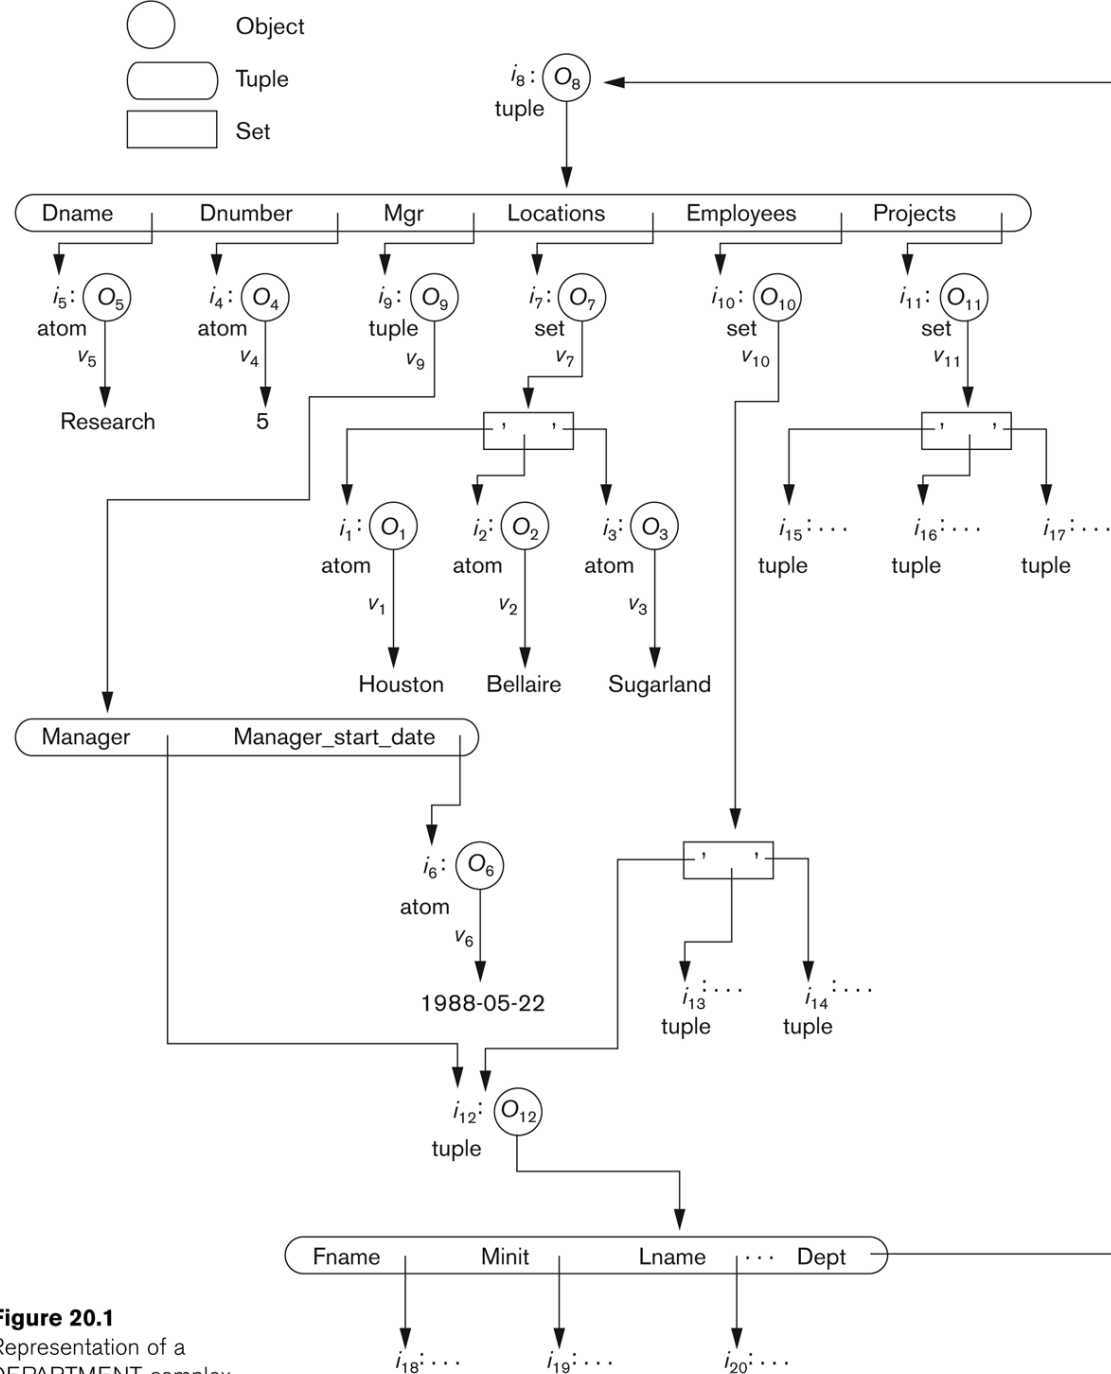 Object
Tuple
Set
i8: O8
tuple
Dname Dnumber Mgr Locations Employees Projects
i5: O5 i4: O4 i9: O9 i7: O7 i10: O10 i11: O11
atom atom tuple set set set
v5 v4 v9 v7 v10 v11
Research 5
, , , ,
i1: O1 i2: O2 i3: O3 i15: ... i16: ... i17: ...
atom atom atom tuple tuple tuple
v1 v2 v3
Houston Bellaire Sugarland
Manager Manager_start_date
, ,
i6: O6
atom
v6
1988-05-22
i13: ... i14: ...
tuple tuple
i12: O12
tuple
Fname Minit Lname ... Dept
Figure 20.1
Representation of a
DEPARTMENT complex
i18: ... i19: ... i20: ...